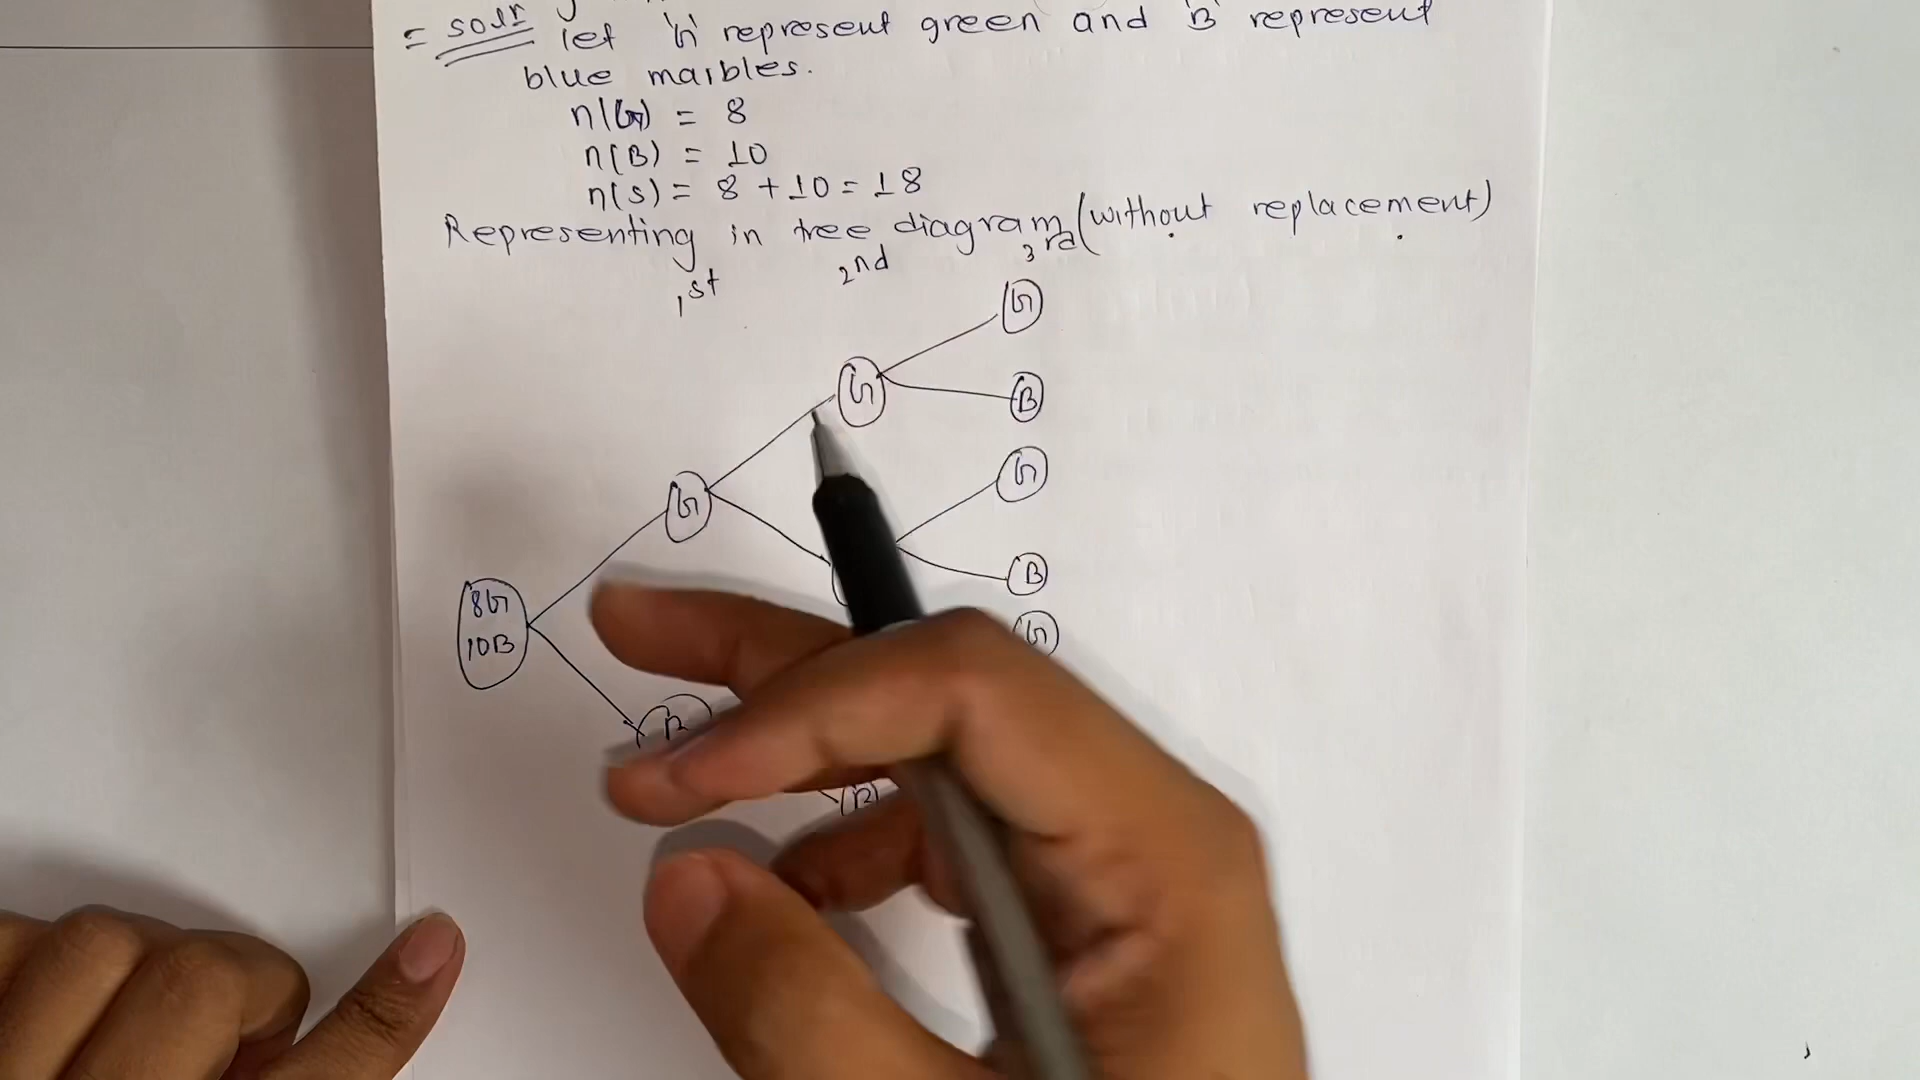 = solⁿ let 'G' represent green and 'B' represent
blue marbles.
n(G) = 8
n(B) = 10
n(S) = 8 + 10 = 18
Representing in tree diagram (without replacement)
1st 2nd 3rd
G
G
B
G
G
8G
10B
B
G
B
B